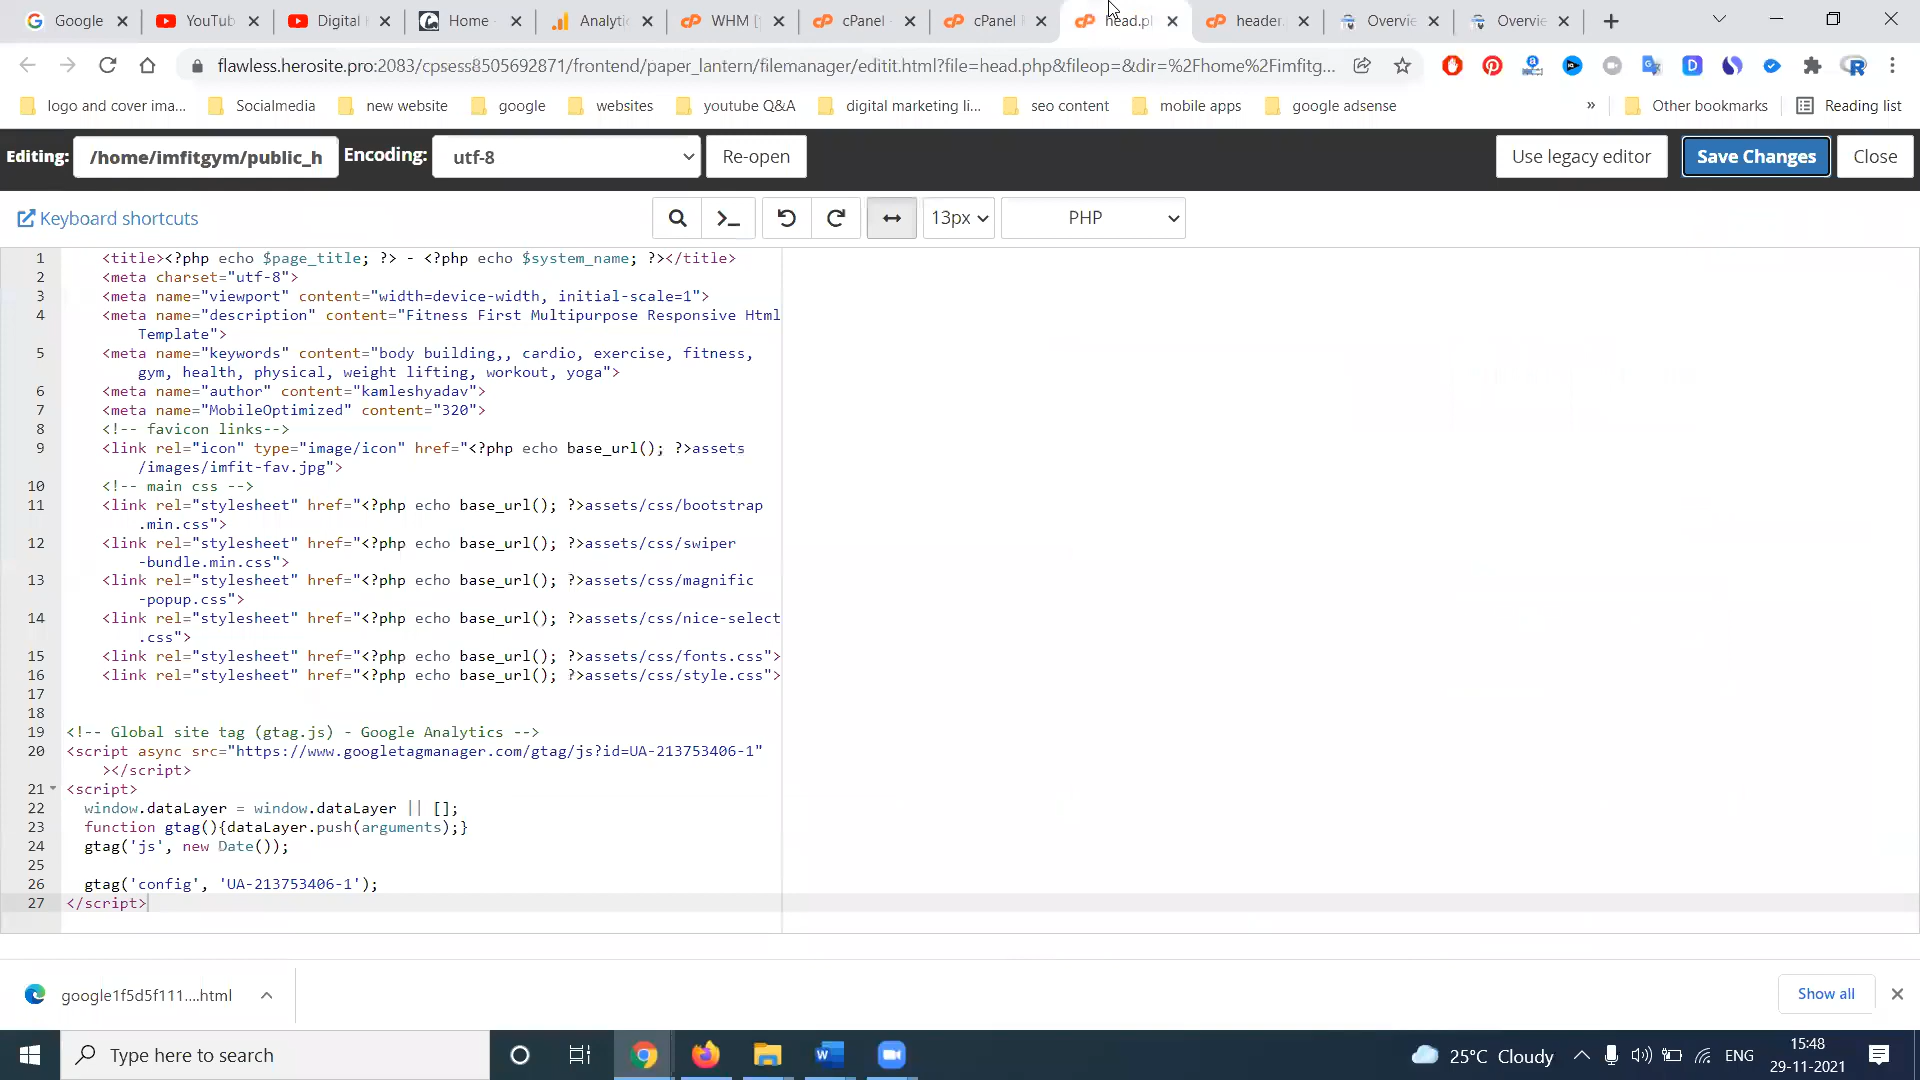 Google
YouTub
Digital
Home -
Analytic
WHM [
cPanel -
cPanel
head.ph
header.
Overvie
Overvie
flawless.herosite.pro:2083/cpsess8505692871/frontend/paper_lantern/filemanager/editit.html?file=head.php&fileop=&dir=%2Fhome%2Fimfitg...
logo and cover ima...
Socialmedia
new website
google
websites
youtube Q&A
digital marketing li...
seo content
mobile apps
google adsense
»
Other bookmarks
Reading list
Editing:
/home/imfitgym/public_h
Encoding:
utf-8
Re-open
Use legacy editor
Save Changes
Close
Keyboard shortcuts
13px
PHP
1 <title><?php echo $page_title; ?> - <?php echo $system_name; ?></title>
2 <meta charset="utf-8">
3 <meta name="viewport" content="width=device-width, initial-scale=1">
4 <meta name="description" content="Fitness First Multipurpose Responsive Html
Template">
5 <meta name="keywords" content="body building,, cardio, exercise, fitness,
gym, health, physical, weight lifting, workout, yoga">
6 <meta name="author" content="kamleshyadav">
7 <meta name="MobileOptimized" content="320">
8 <!-- favicon links-->
9 <link rel="icon" type="image/icon" href="<?php echo base_url(); ?>assets
/images/imfit-fav.jpg">
10 <!-- main css -->
11 <link rel="stylesheet" href="<?php echo base_url(); ?>assets/css/bootstrap
.min.css">
12 <link rel="stylesheet" href="<?php echo base_url(); ?>assets/css/swiper
-bundle.min.css">
13 <link rel="stylesheet" href="<?php echo base_url(); ?>assets/css/magnific
-popup.css">
14 <link rel="stylesheet" href="<?php echo base_url(); ?>assets/css/nice-select
.css">
15 <link rel="stylesheet" href="<?php echo base_url(); ?>assets/css/fonts.css">
16 <link rel="stylesheet" href="<?php echo base_url(); ?>assets/css/style.css">
17
18
19 <!-- Global site tag (gtag.js) - Google Analytics -->
20 <script async src="https://www.googletagmanager.com/gtag/js?id=UA-213753406-1"
></script>
21 <script>
22 window.dataLayer = window.dataLayer || [];
23 function gtag(){dataLayer.push(arguments);}
24 gtag('js', new Date());
25
26 gtag('config', 'UA-213753406-1');
27 </script>
google1f5d5f111....html
Show all
Type here to search
25°C Cloudy
ENG
15:48
29-11-2021